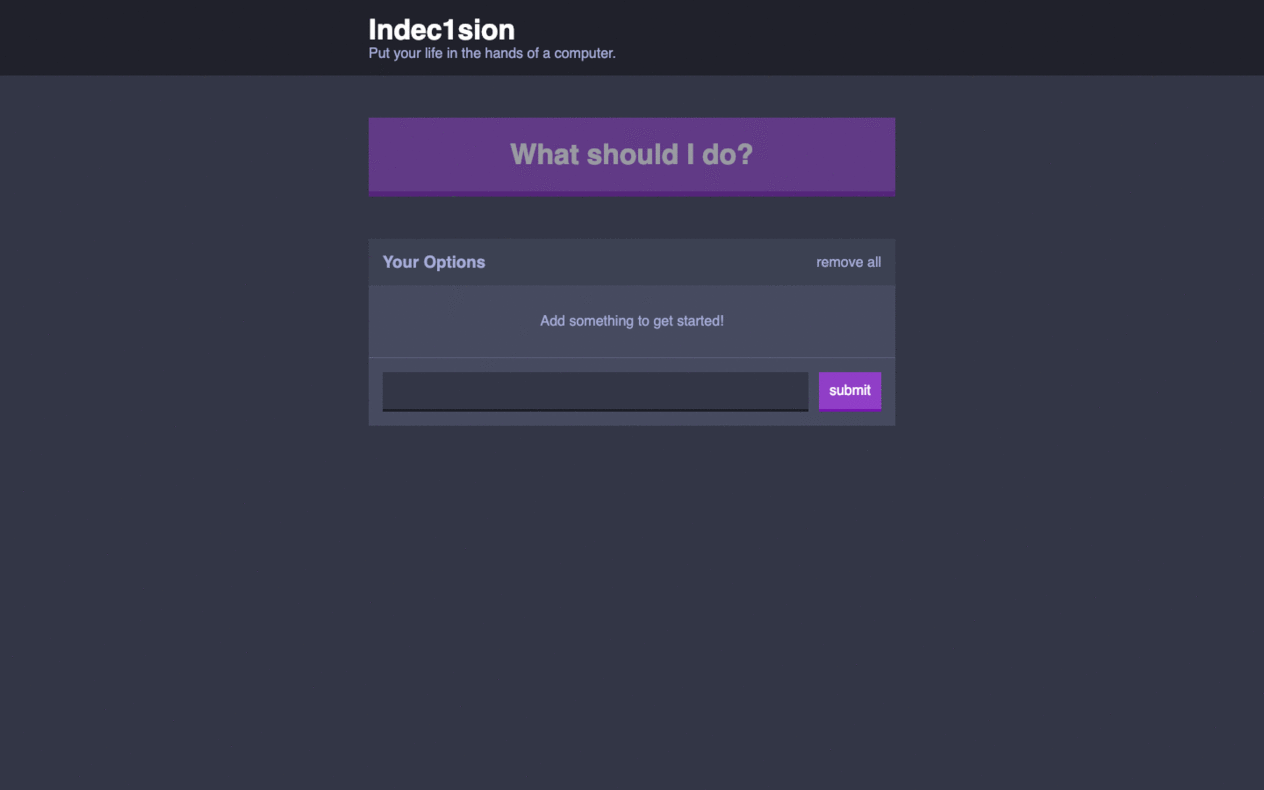 Indec1sion
Put your life in the hands of a computer.
What should I do?
Your Options remove all
Add something to get started!
submit